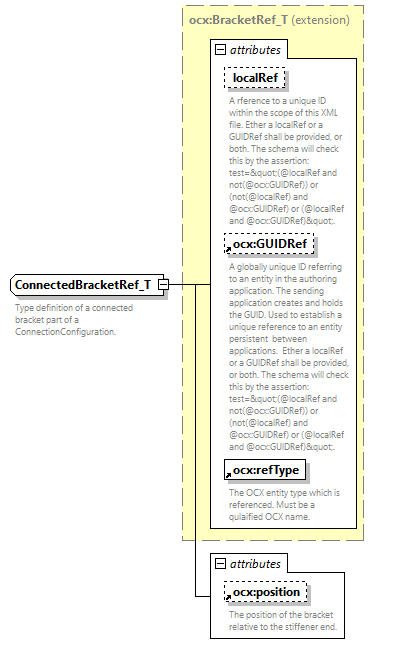 ocx:BracketRef_T (extension)
attributes
localRef
A rference to a unique ID
within the scope of this XML
file. Ether a localRef or a
GUIDRef shall be provided, or
both. The schema will check
this by the assertion:
test=&quot;(@localRef and
not(@ocx:GUIDRef)) or
(not(@localRef) and
@ocx:GUIDRef) or (@localRef
and @ocx:GUIDRef)&quot;.
ocx:GUIDRef
A globally unique ID referring
to an entity in the authoring
application. The sending
application creates and holds
the GUID. Used to establish a
unique reference to an entity
persistent between
applications. Ether a localRef
or a GUIDRef shall be provided,
or both. The schema will check
this by the assertion:
test=&quot;(@localRef and
not(@ocx:GUIDRef)) or
(not(@localRef) and
@ocx:GUIDRef) or (@localRef
and @ocx:GUIDRef)&quot;.
ConnectedBracketRef_T
Type definition of a connected
bracket part of a
ConnectionConfiguration.
ocx:refType
The OCX entity type which is
referenced. Must be a
qulaified OCX name.
attributes
ocx:position
The position of the bracket
relative to the stiffener end.